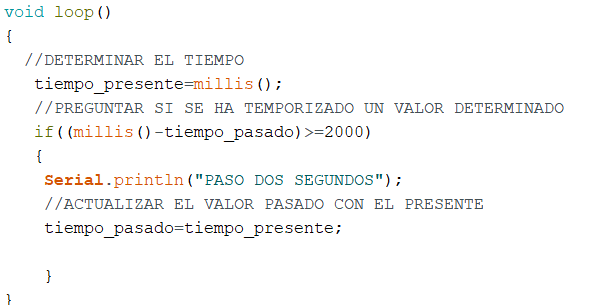 void loop()
{
//DETERMINAR EL TIEMPO
tiempo_presente=millis();
//PREGUNTAR SI SE HA TEMPORIZADO UN VALOR DETERMINADO
if((millis()-tiempo_pasado)>=2000)
{
Serial.println("PASO DOS SEGUNDOS");
//ACTUALIZAR EL VALOR PASADO CON EL PRESENTE
tiempo_pasado=tiempo_presente;
}
}